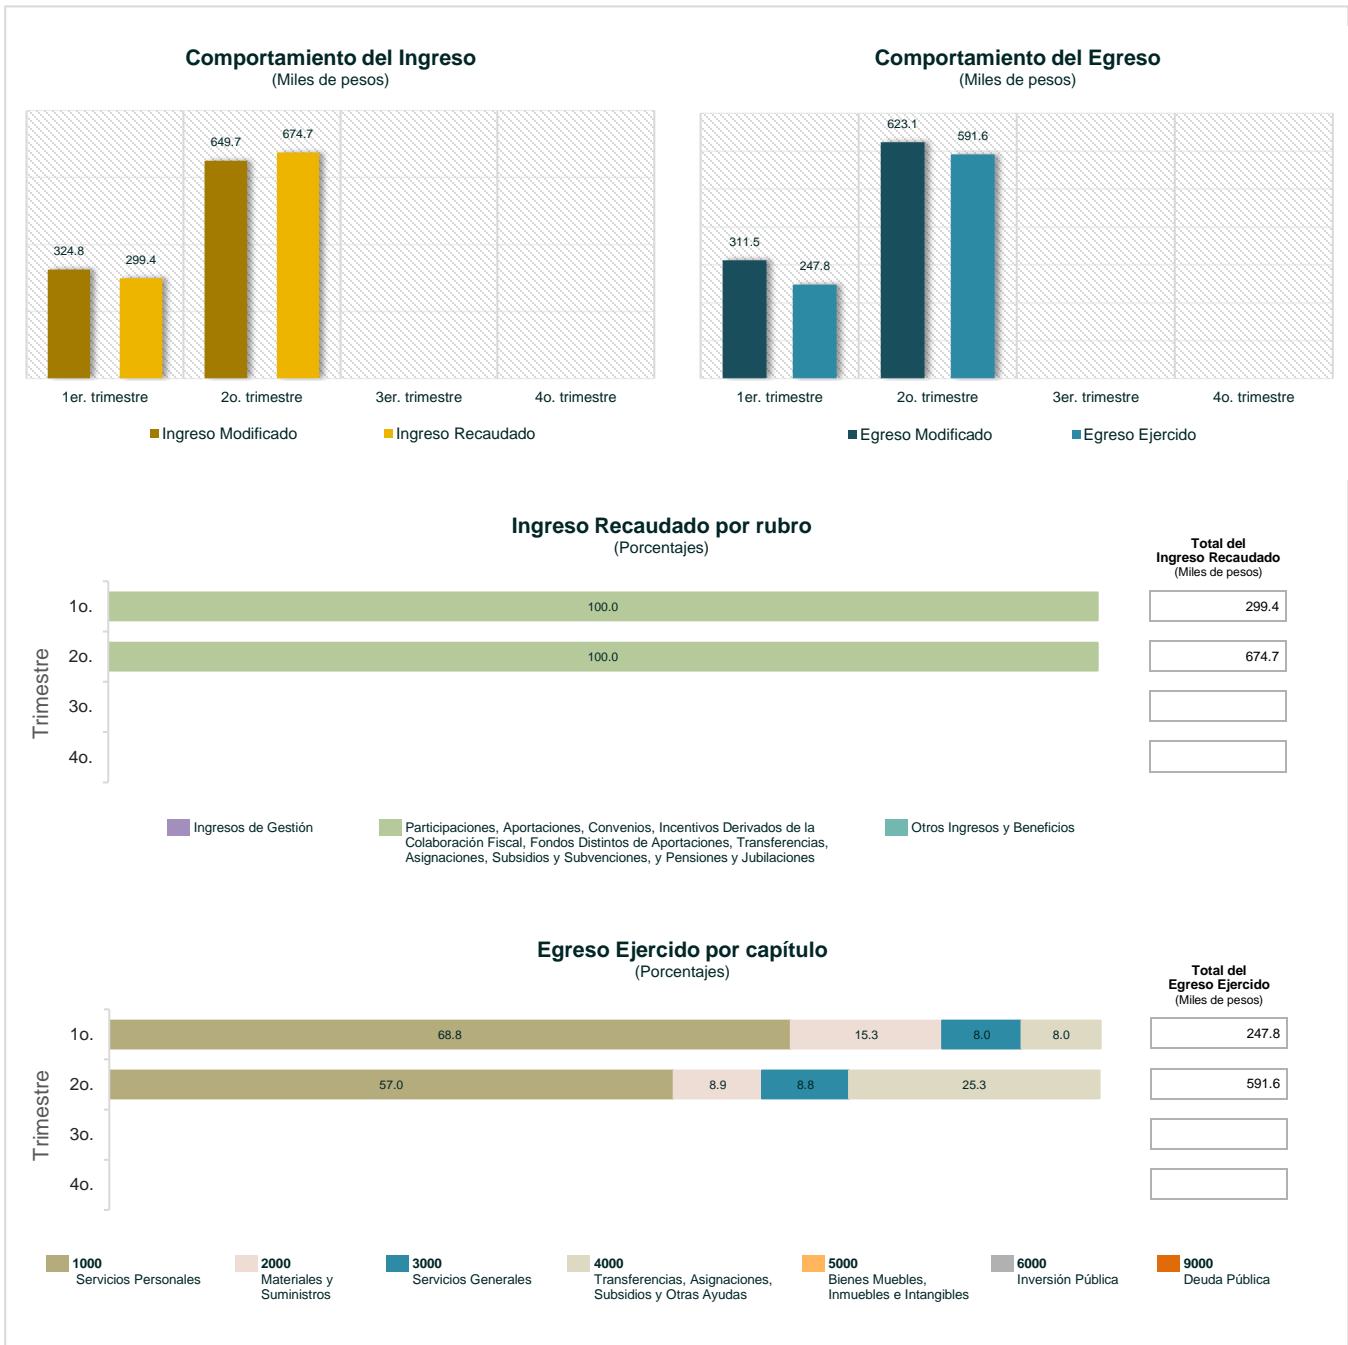 Comportamiento del Ingreso
(Miles de pesos)
324.8
299.4
649.7
674.7
1er. trimestre
2o. trimestre
3er. trimestre
4o. trimestre
Ingreso Modificado
Ingreso Recaudado
Comportamiento del Egreso
(Miles de pesos)
311.5
247.8
623.1
591.6
1er. trimestre
2o. trimestre
3er. trimestre
4o. trimestre
Egreso Modificado
Egreso Ejercido
Ingreso Recaudado por rubro
(Porcentajes)
Total del
Ingreso Recaudado
(Miles de pesos)
Trimestre
1o.
100.0
299.4
2o.
100.0
674.7
3o.
4o.
Ingresos de Gestión
Participaciones, Aportaciones, Convenios, Incentivos Derivados de la
Colaboración Fiscal, Fondos Distintos de Aportaciones, Transferencias,
Asignaciones, Subsidios y Subvenciones, y Pensiones y Jubilaciones
Otros Ingresos y Beneficios
Egreso Ejercido por capítulo
(Porcentajes)
Total del
Egreso Ejercido
(Miles de pesos)
Trimestre
1o.
68.8
15.3
8.0
8.0
247.8
2o.
57.0
8.9
8.8
25.3
591.6
3o.
4o.
1000
Servicios Personales
2000
Materiales y
Suministros
3000
Servicios Generales
4000
Transferencias, Asignaciones,
Subsidios y Otras Ayudas
5000
Bienes Muebles,
Inmuebles e Intangibles
6000
Inversión Pública
9000
Deuda Pública